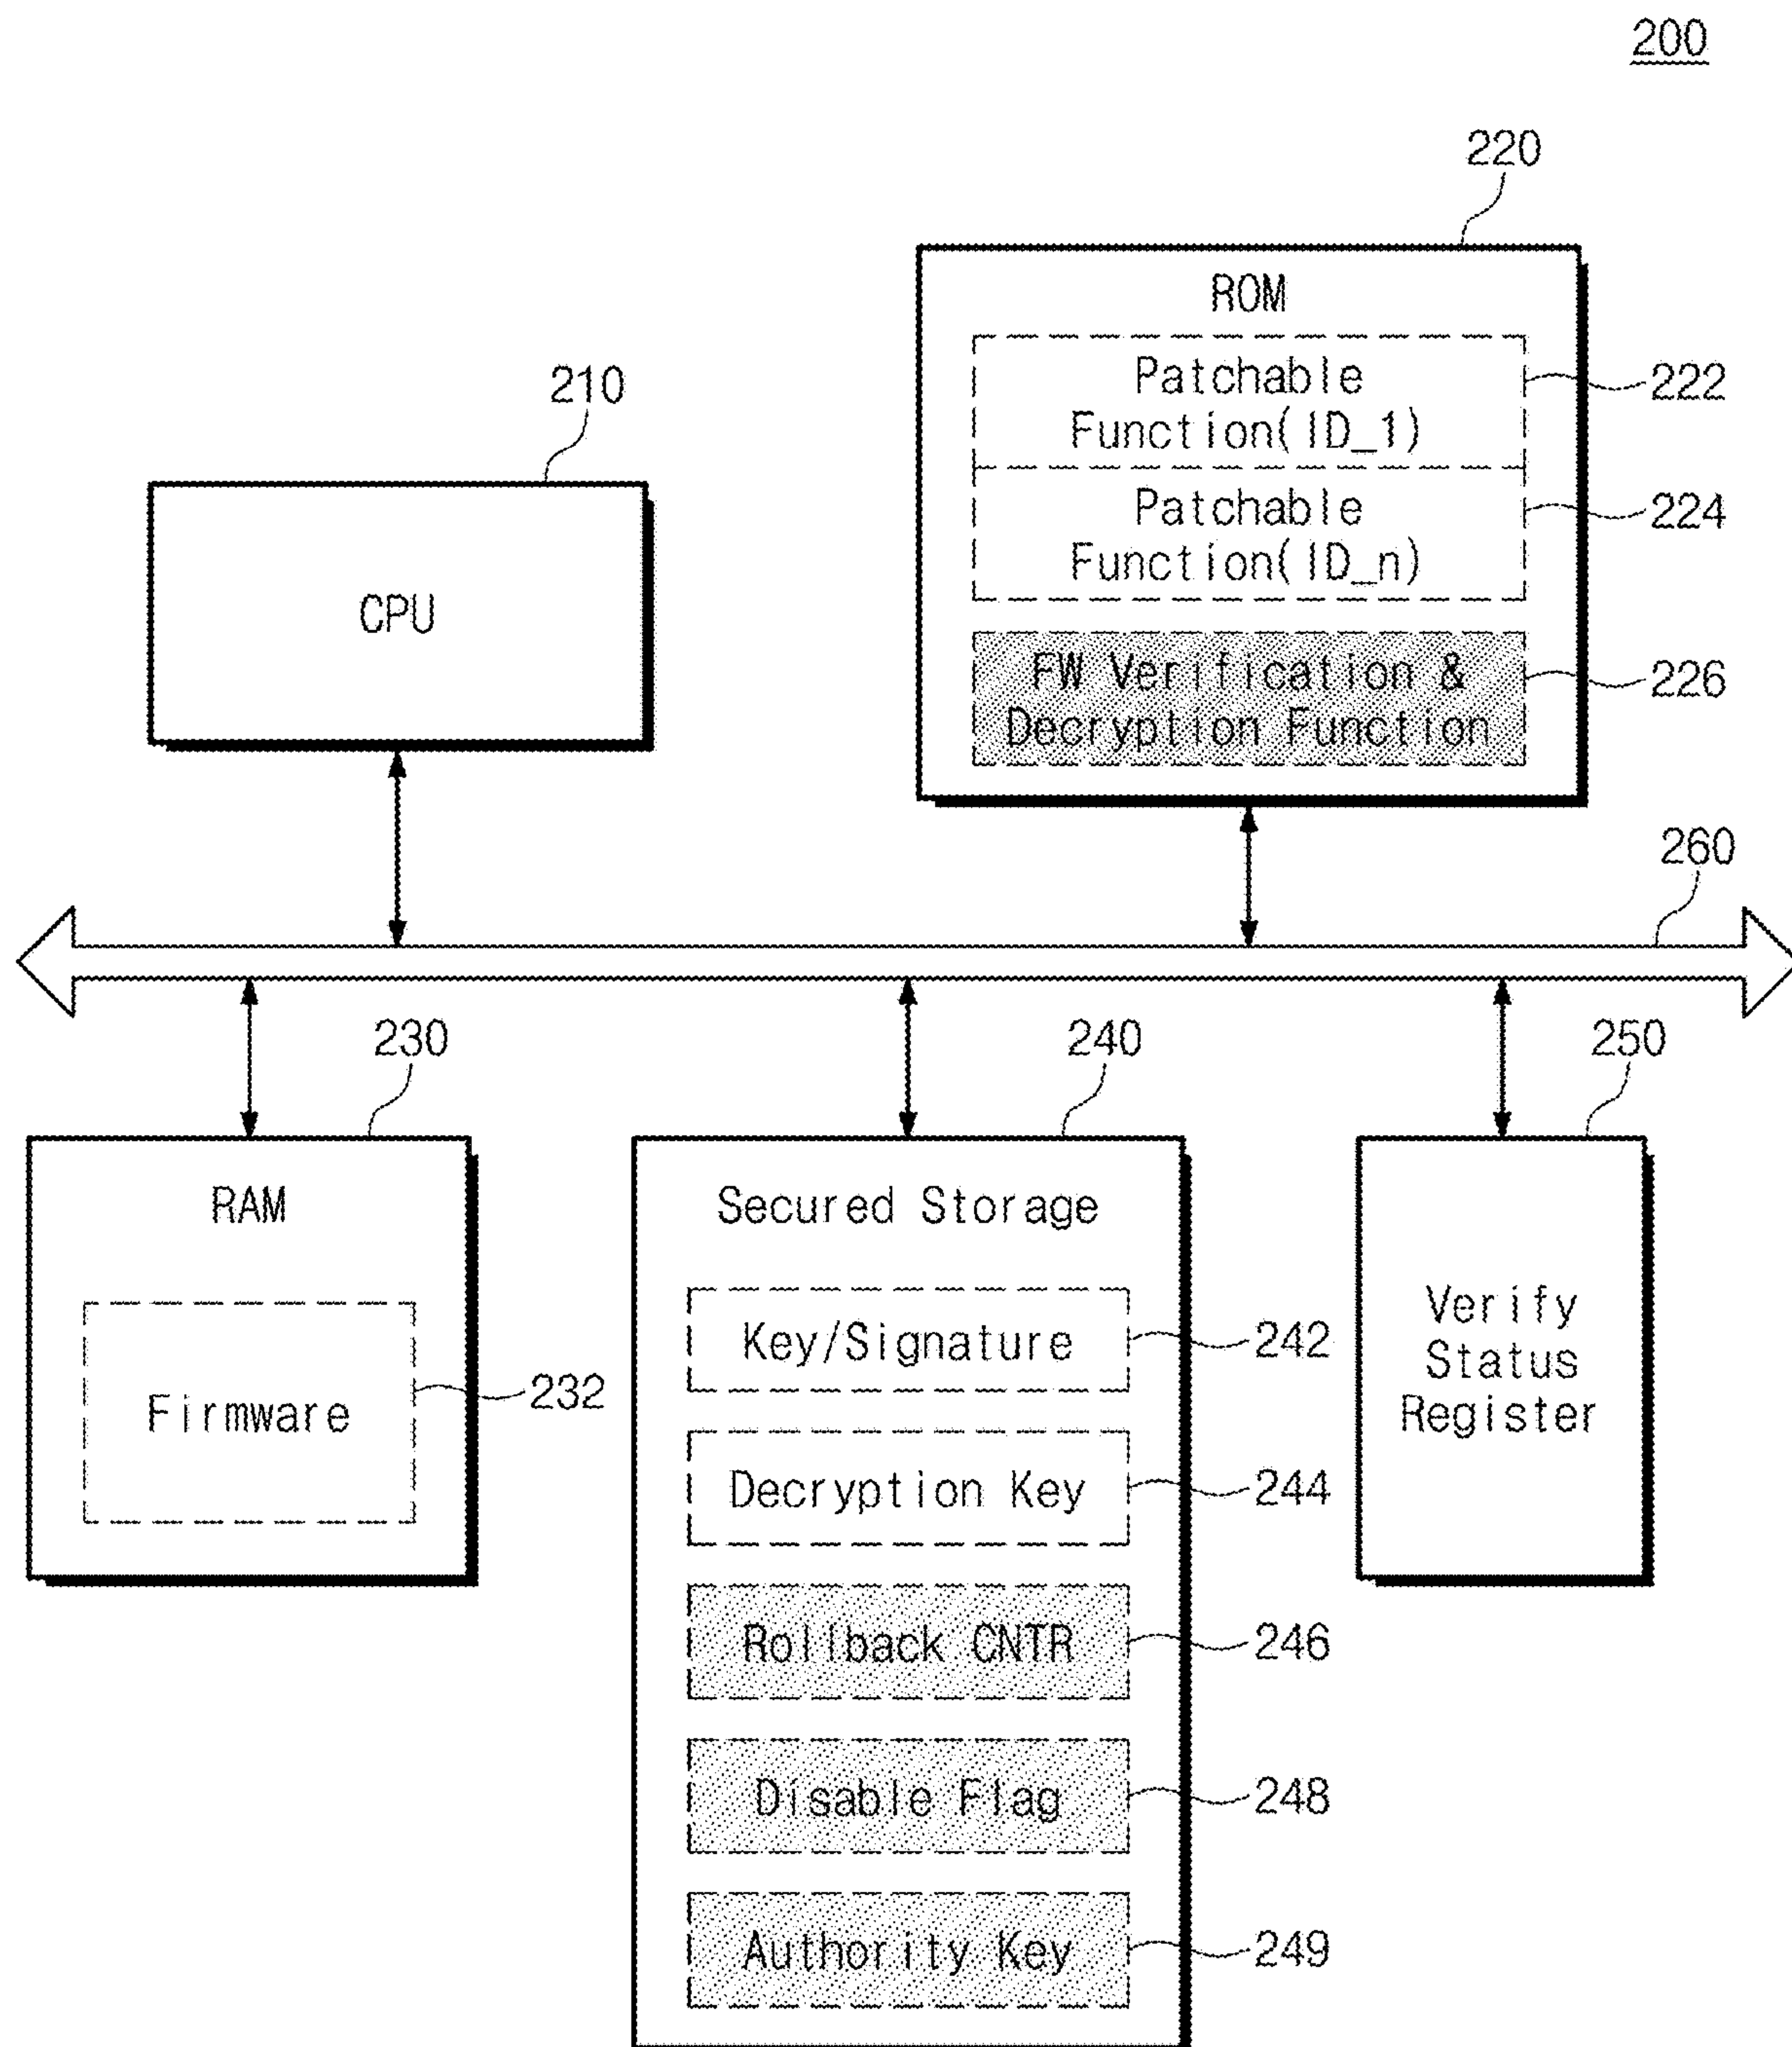 200
220
ROM
Patchable
Function(ID_1)
222
210
Patchable
Function(ID_n)
224
CPU
FW Verification &
Decryption Function
226
260
230
240
250
RAM
Secured Storage
Verify
Status
Register
Key/Signature
242
Firmware
232
Decryption Key
244
Rollback CNTR
246
Disable Flag
248
Authority Key
249